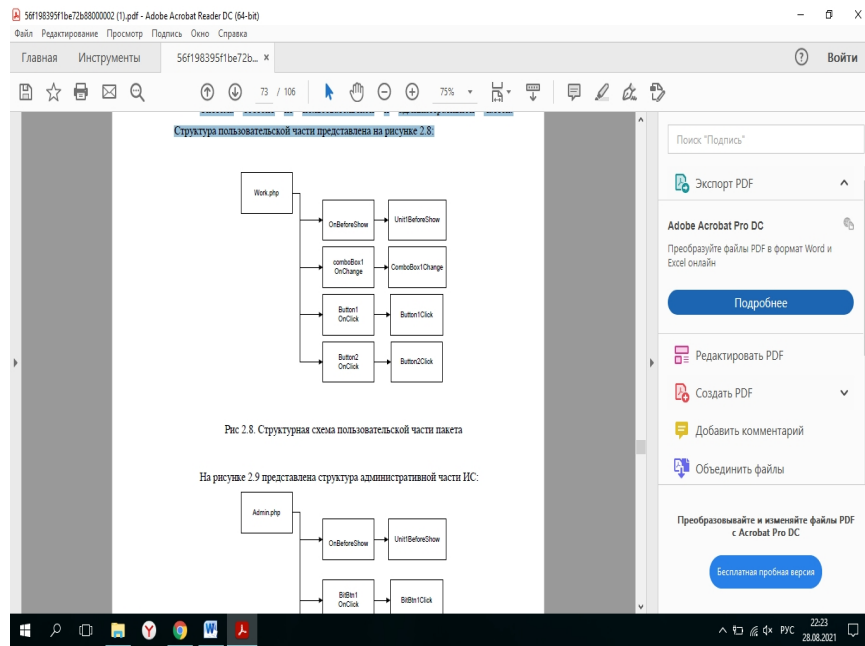 56f198395f1be72b88000002 (1).pdf - Adobe Acrobat Reader DC (64-bit)
Файл Редактирование Просмотр Подпись Окно Справка
Главная Инструменты 56f198395f1be72b... × Войти
73 / 106 75%
Структура пользовательской части представлена на рисунке 2.8:
Work.php
OnBeforeShow Unit1BeforeShow
comboBox1
OnChange ComboBox1Change
Button1
OnClick Button1Click
Button2
OnClick Button2Click
Рис 2.8. Структурная схема пользовательской части пакета
На рисунке 2.9 представлена структура административной части ИС:
Admin.php
OnBeforeShow Unit1BeforeShow
BitBtn1
OnClick BitBtn1Click
Поиск "Подпись"
Экспорт PDF
Adobe Acrobat Pro DC
Преобразуйте файлы PDF в формат Word и
Excel онлайн
Подробнее
Редактировать PDF
Создать PDF
Добавить комментарий
Объединить файлы
Преобразовывайте и изменяйте файлы PDF
с Acrobat Pro DC
Бесплатная пробная версия
РУС 22:23
28.08.2021